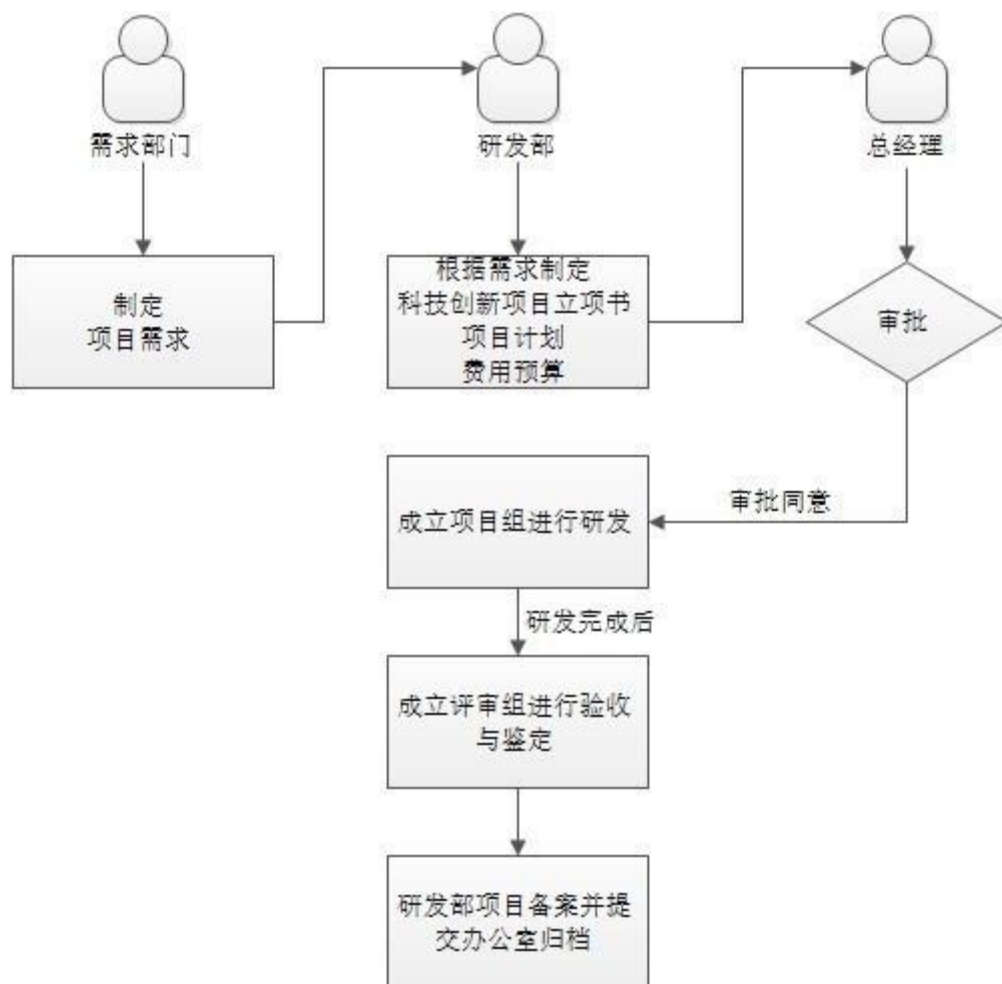 需求部门
研发部
总经理
制定
项目需求
根据需求制定
科技创新项目立项书
项目计划
费用预算
审批
审批同意
成立项目组进行研发
研发完成后
成立评审组进行验收
与鉴定
研发部项目备案并提
交办公室归档